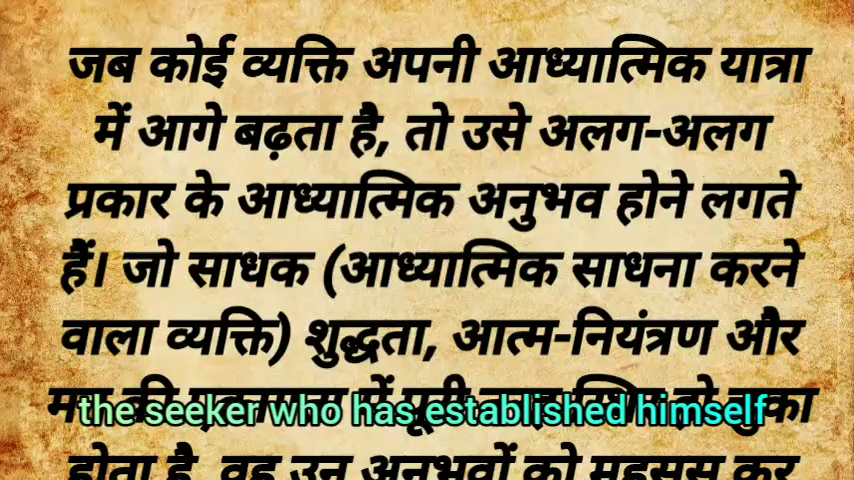 जब कोई व्यक्ति अपनी आध्यात्मिक यात्रा
में आगे बढ़ता है, तो उसे अलग-अलग
प्रकार के आध्यात्मिक अनुभव होने लगते
हैं। जो साधक (आध्यात्मिक साधना करने
वाला व्यक्ति) शुद्धता, आत्म-नियंत्रण और
the seeker who has established himself
होता है, वह उन अनुभवों को महसूस कर